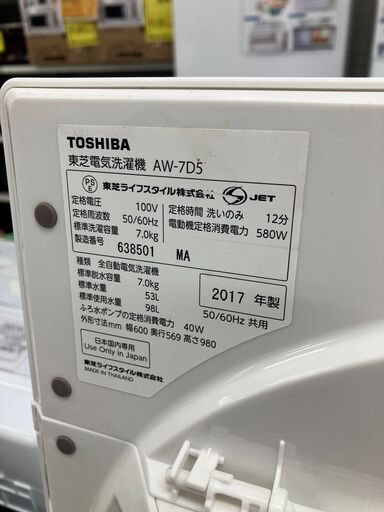 TOSHIBA
東芝電気洗濯機 AW-7D5
PS E 東芝ライフスタイル株式会社 JET
定格電圧 100V 定格時間 洗いのみ 12分
定格周波数 50/60Hz 電動機定格消費電力 580W
標準洗濯容量 7.0kg
製造番号 638501 MA
種類 全自動電気洗濯機
標準脱水容量 7.0kg
標準水量 53L
標準使用水量 98L
ふろ水ポンプの定格消費電力 40W
外形寸法mm 幅600 奥行569 高さ980
2017 年製
50/60Hz 共用
日本国内専用
Use Only in Japan
東芝ライフスタイル株式会社
MADE IN THAILAND